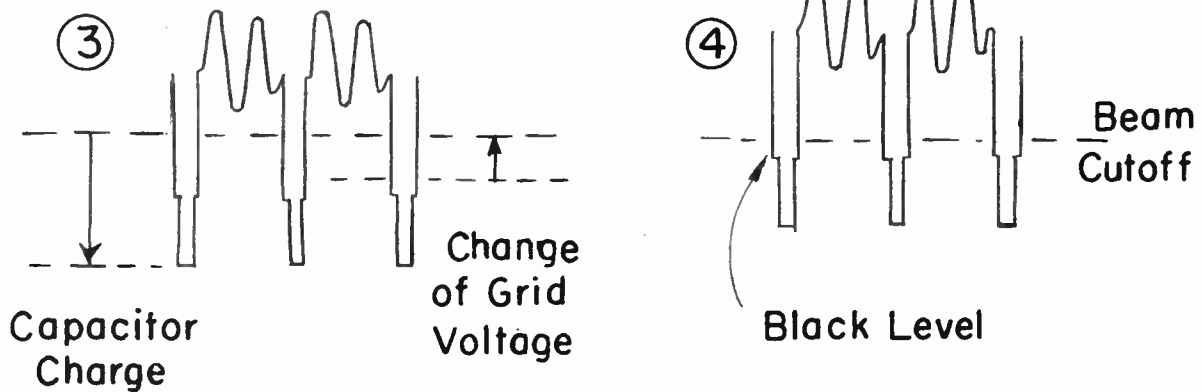 3
Capacitor
Charge
Change
of Grid
Voltage
4
Beam
Cutoff
Black Level